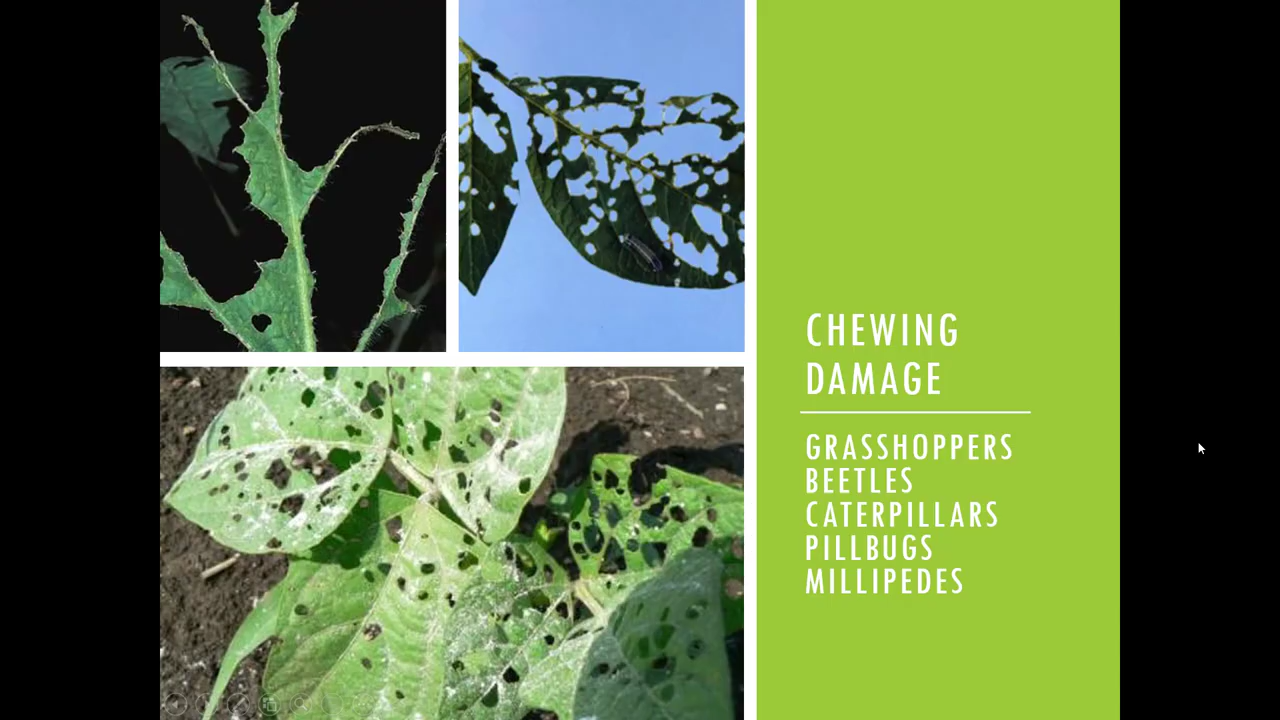 CHEWING
DAMAGE
GRASSHOPPERS
BEETLES
CATERPILLARS
PILLBUGS
MILLIPEDES